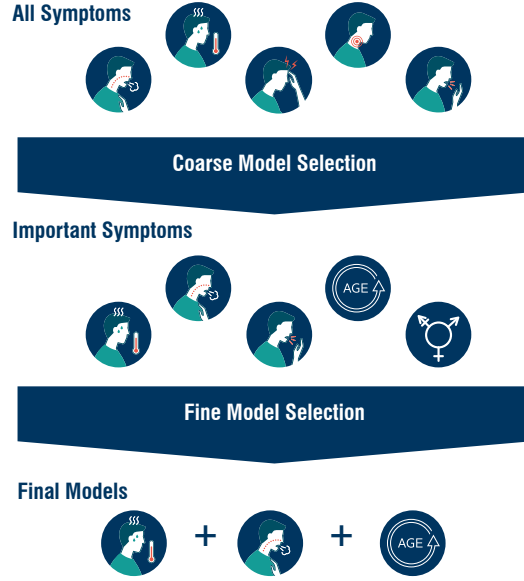 All Symptoms
Coarse Model Selection
Important Symptoms
AGE
Fine Model Selection
Final Models
+ +
AGE